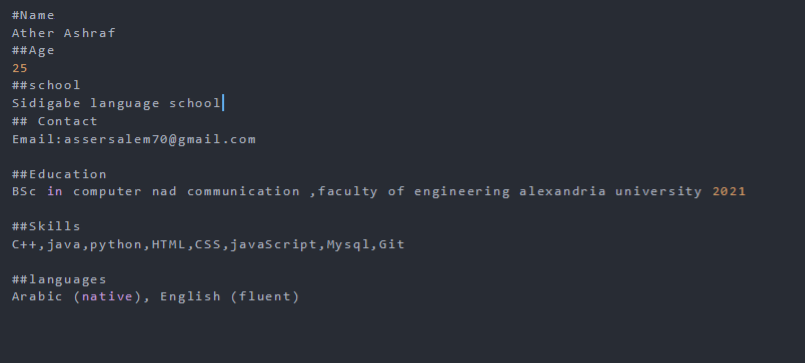 #Name
Ather Ashraf
##Age
25
##school
Sidigabe language school
## Contact
Email:assersalem70@gmail.com
##Education
BSc in computer nad communication ,faculty of engineering alexandria university 2021
##Skills
C++,java,python,HTML,CSS,javaScript,Mysql,Git
##languages
Arabic (native), English (fluent)